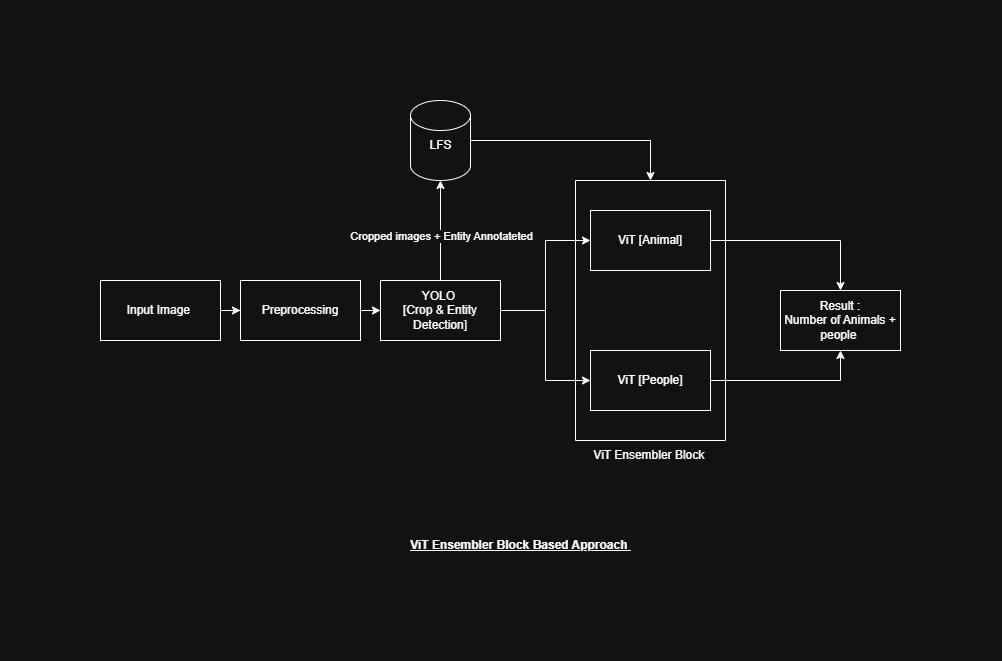 LFS
Cropped images + Entity Annotateted
ViT [Animal]
Input Image
Preprocessing
YOLO
[Crop & Entity
Detection]
Result :
Number of Animals +
people
ViT [People]
ViT Ensembler Block
ViT Ensembler Block Based Approach